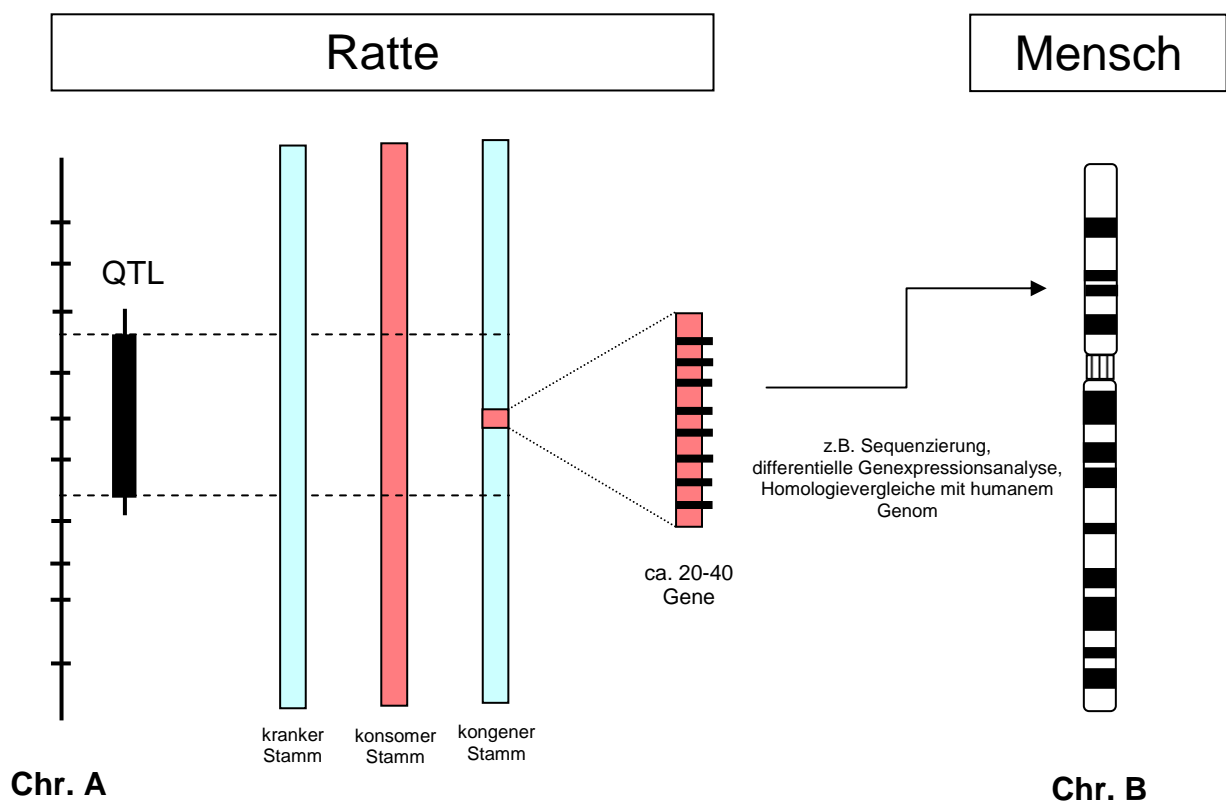 Ratte
Mensch
QTL
z.B. Sequenzierung,
differentielle Genexpressionsanalyse,
Homologievergleiche mit humanem
Genom
ca. 20-40
Gene
kranker
Stamm
konsomer
Stamm
kongener
Stamm
Chr. A
Chr. B